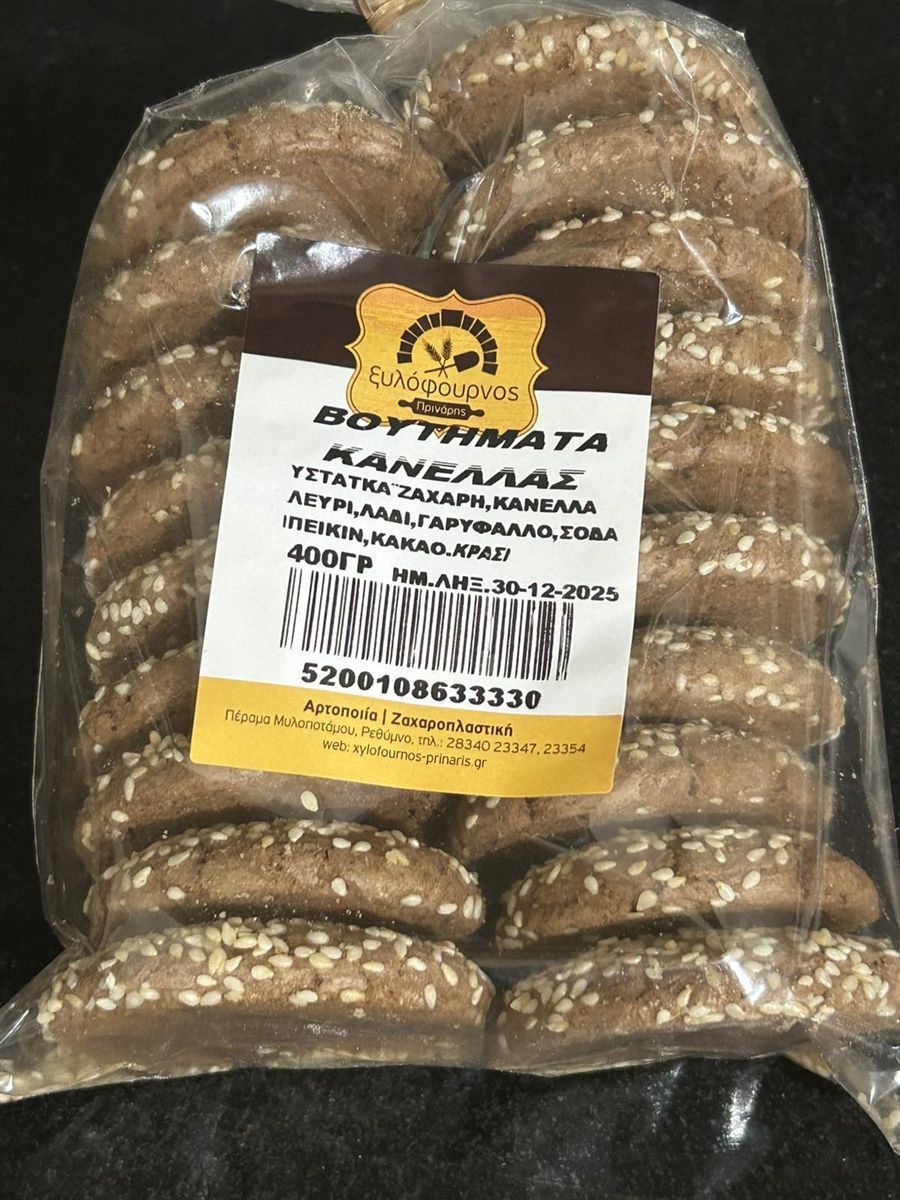 ξυλόφουρνος
Πρινάρης
ΒΟΥΤΗΜΑΤΑ
ΚΑΝΕΛΛΑΣ
ΥΣΤΑΤΚΑ¨ΖΑΧΑΡΗ,ΚΑΝΕΛΛΑ
ΛΕΥΡΙ,ΛΑΔΙ,ΓΑΡΥΦΑΛΛΟ,ΣΟΔΑ
ΠΕΙΚΙΝ,ΚΑΚΑΟ.ΚΡΑΣΙ
400ΓΡ ΗΜ.ΛΗΞ.30-12-2025
5200108633330
Αρτοποιία | Ζαχαροπλαστική
Πέραμα Μυλοποτάμου, Ρεθύμνο, τηλ.: 28340 23347, 23354
web: xylofournos-prinaris.gr